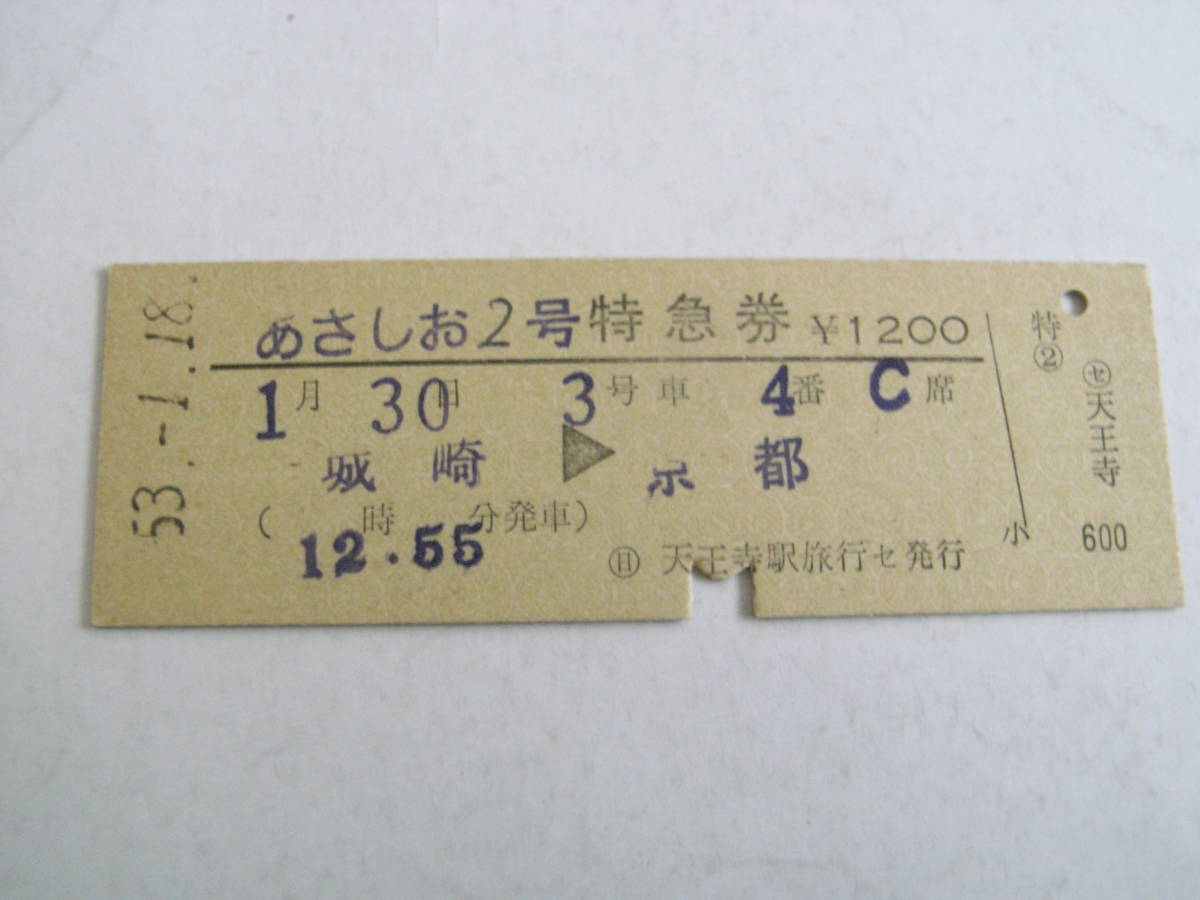 53.-1.18.
あさしお2号特急券 ¥1200
1月30日 3号車 4番 C席
城崎 ▶ 京都
( 時 分発車)
12.55
㊐ 天王寺駅旅行セ発行
特②
小
㋝天王寺
600